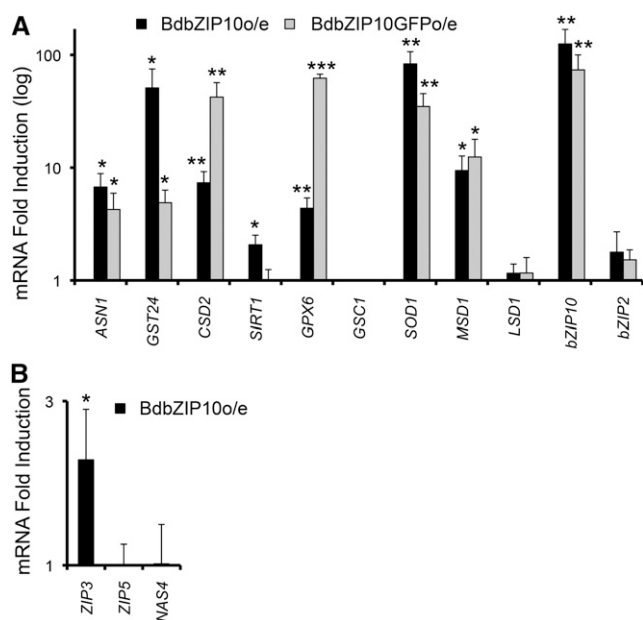 A
BdbZIP10o/e BdbZIP10GFPo/e
mRNA Fold Induction (log)
100
10
1
* * * * ** ** * ** *** ** ** * * ** **
ASN1 GST24 CSD2 SIRT1 GPX6 GSC1 SOD1 MSD1 LSD1 bZIP10 bZIP2
B
BdbZIP10o/e
mRNA Fold Induction
3
1
*
ZIP3 ZIP5 NAS4